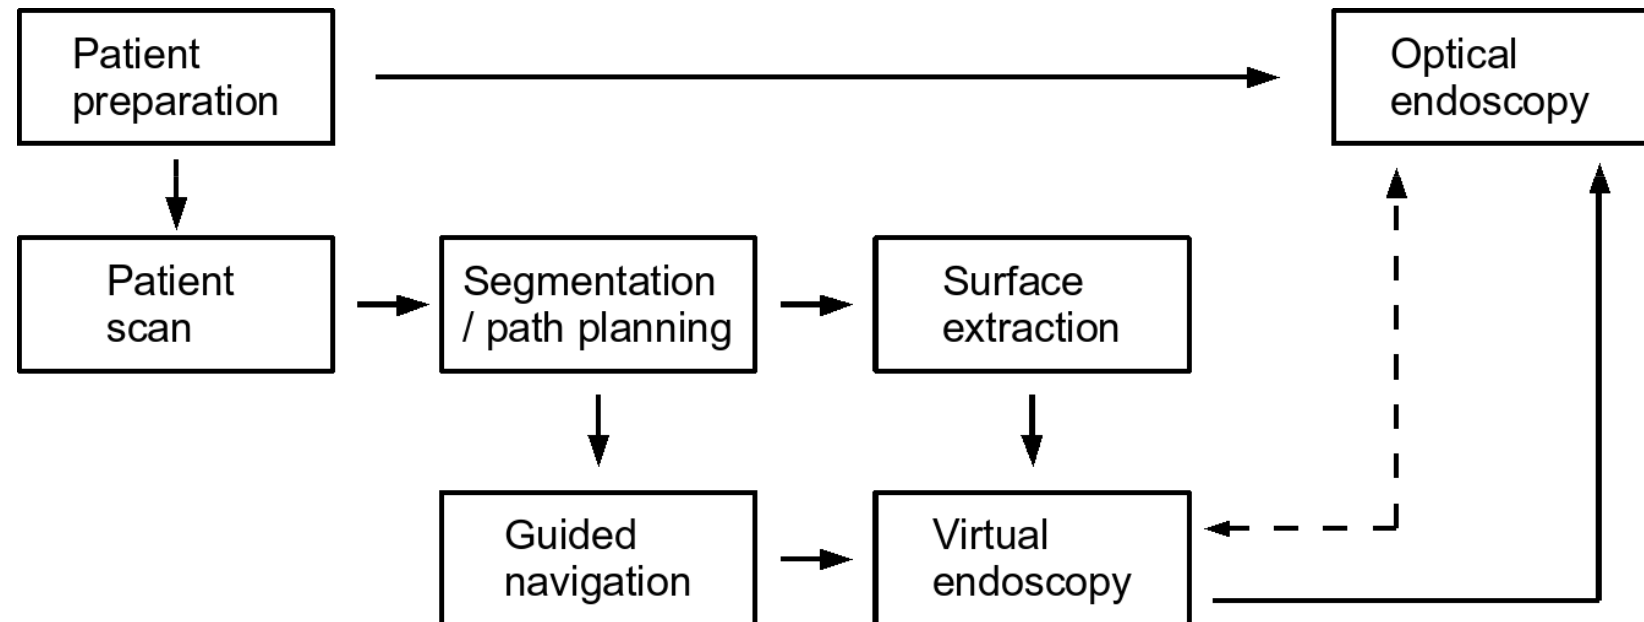 Patient
preparation
Optical
endoscopy
Patient
scan
Segmentation
/ path planning
Surface
extraction
Guided
navigation
Virtual
endoscopy